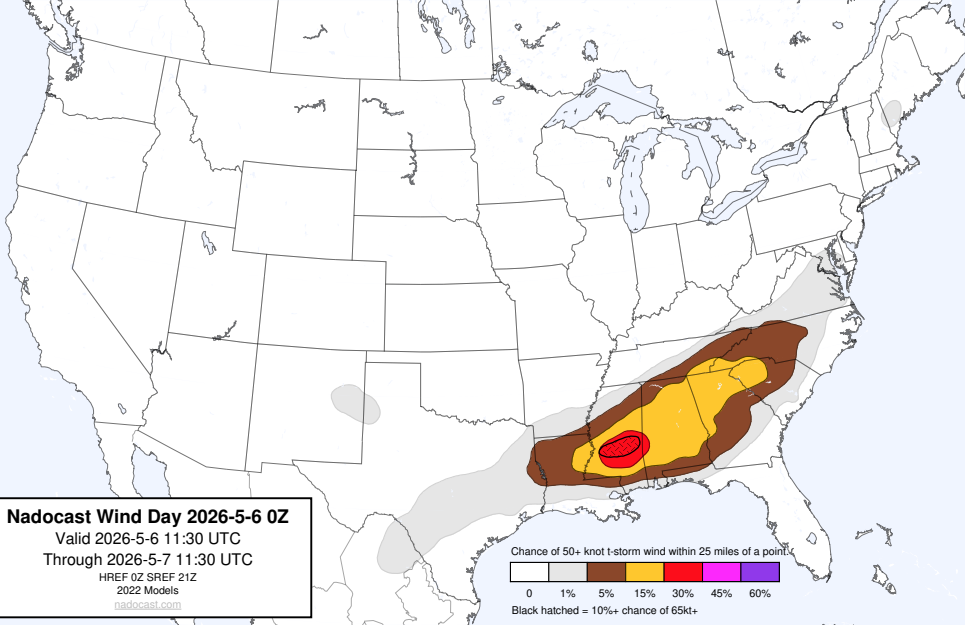 Nadocast Wind Day 2026-5-6 0Z
Valid 2026-5-6 11:30 UTC
Through 2026-5-7 11:30 UTC
HREF 0Z SREF 21Z
2022 Models
nadocast.com
Chance of 50+ knot t-storm wind within 25 miles of a point.
0 1% 5% 15% 30% 45% 60%
Black hatched = 10%+ chance of 65kt+